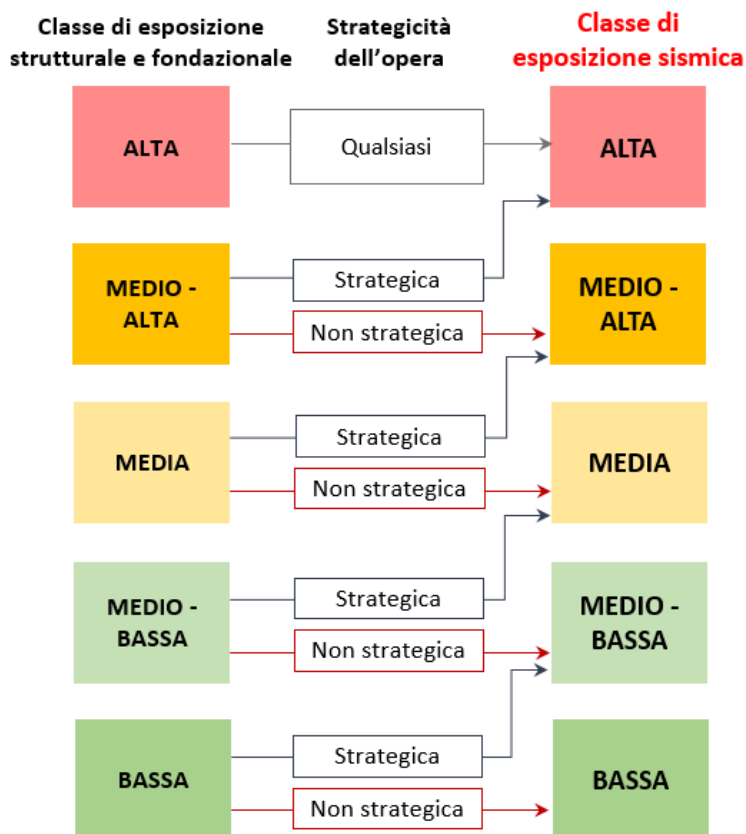 Classe di esposizione
strutturale e fondazionale
Strategicità
dell'opera
Classe di
esposizione sismica
ALTA
Qualsiasi
ALTA
MEDIO -
ALTA
Strategica
Non strategica
MEDIO -
ALTA
MEDIA
Strategica
Non strategica
MEDIA
MEDIO -
BASSA
Strategica
Non strategica
MEDIO -
BASSA
BASSA
Strategica
Non strategica
BASSA